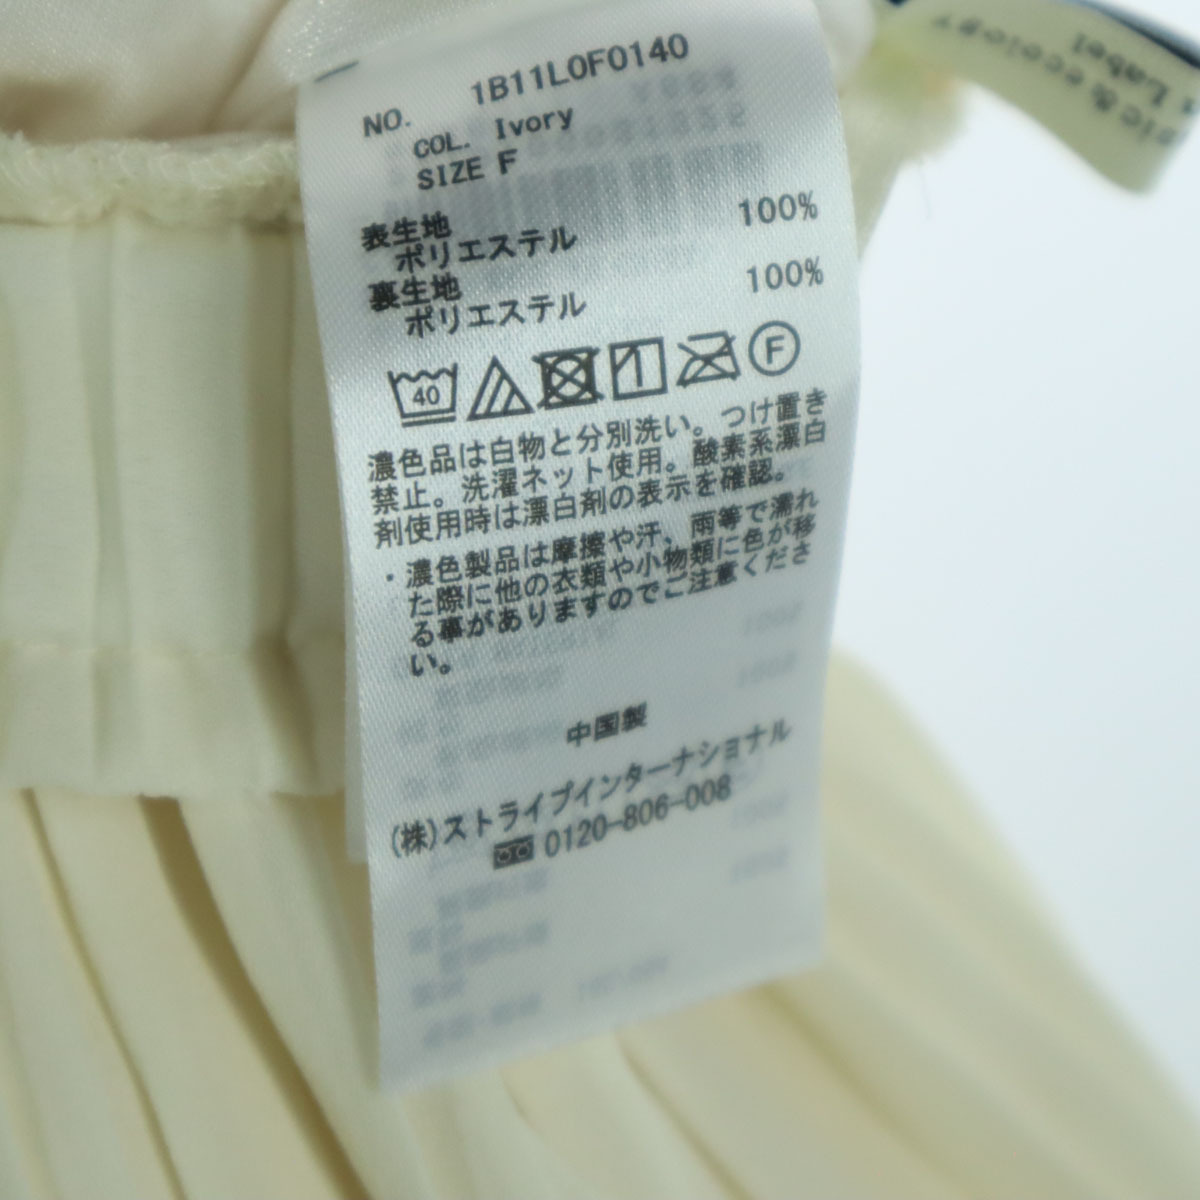 NO. 1B11L0F0140
COL. Ivory
SIZE F
表生地
ポリエステル 100%
裏生地
ポリエステル 100%
40 F
濃色品は白物と分別洗い。つけ置き
禁止。洗濯ネット使用。酸素系漂白
剤使用時は漂白剤の表示を確認。
・濃色製品は摩擦や汗、雨等で濡れ
た際に他の衣類や小物類に色が移
る事がありますのでご注意くださ
い。
中国製
(株)ストライプインターナショナル
0120-806-008
& ecology
Label